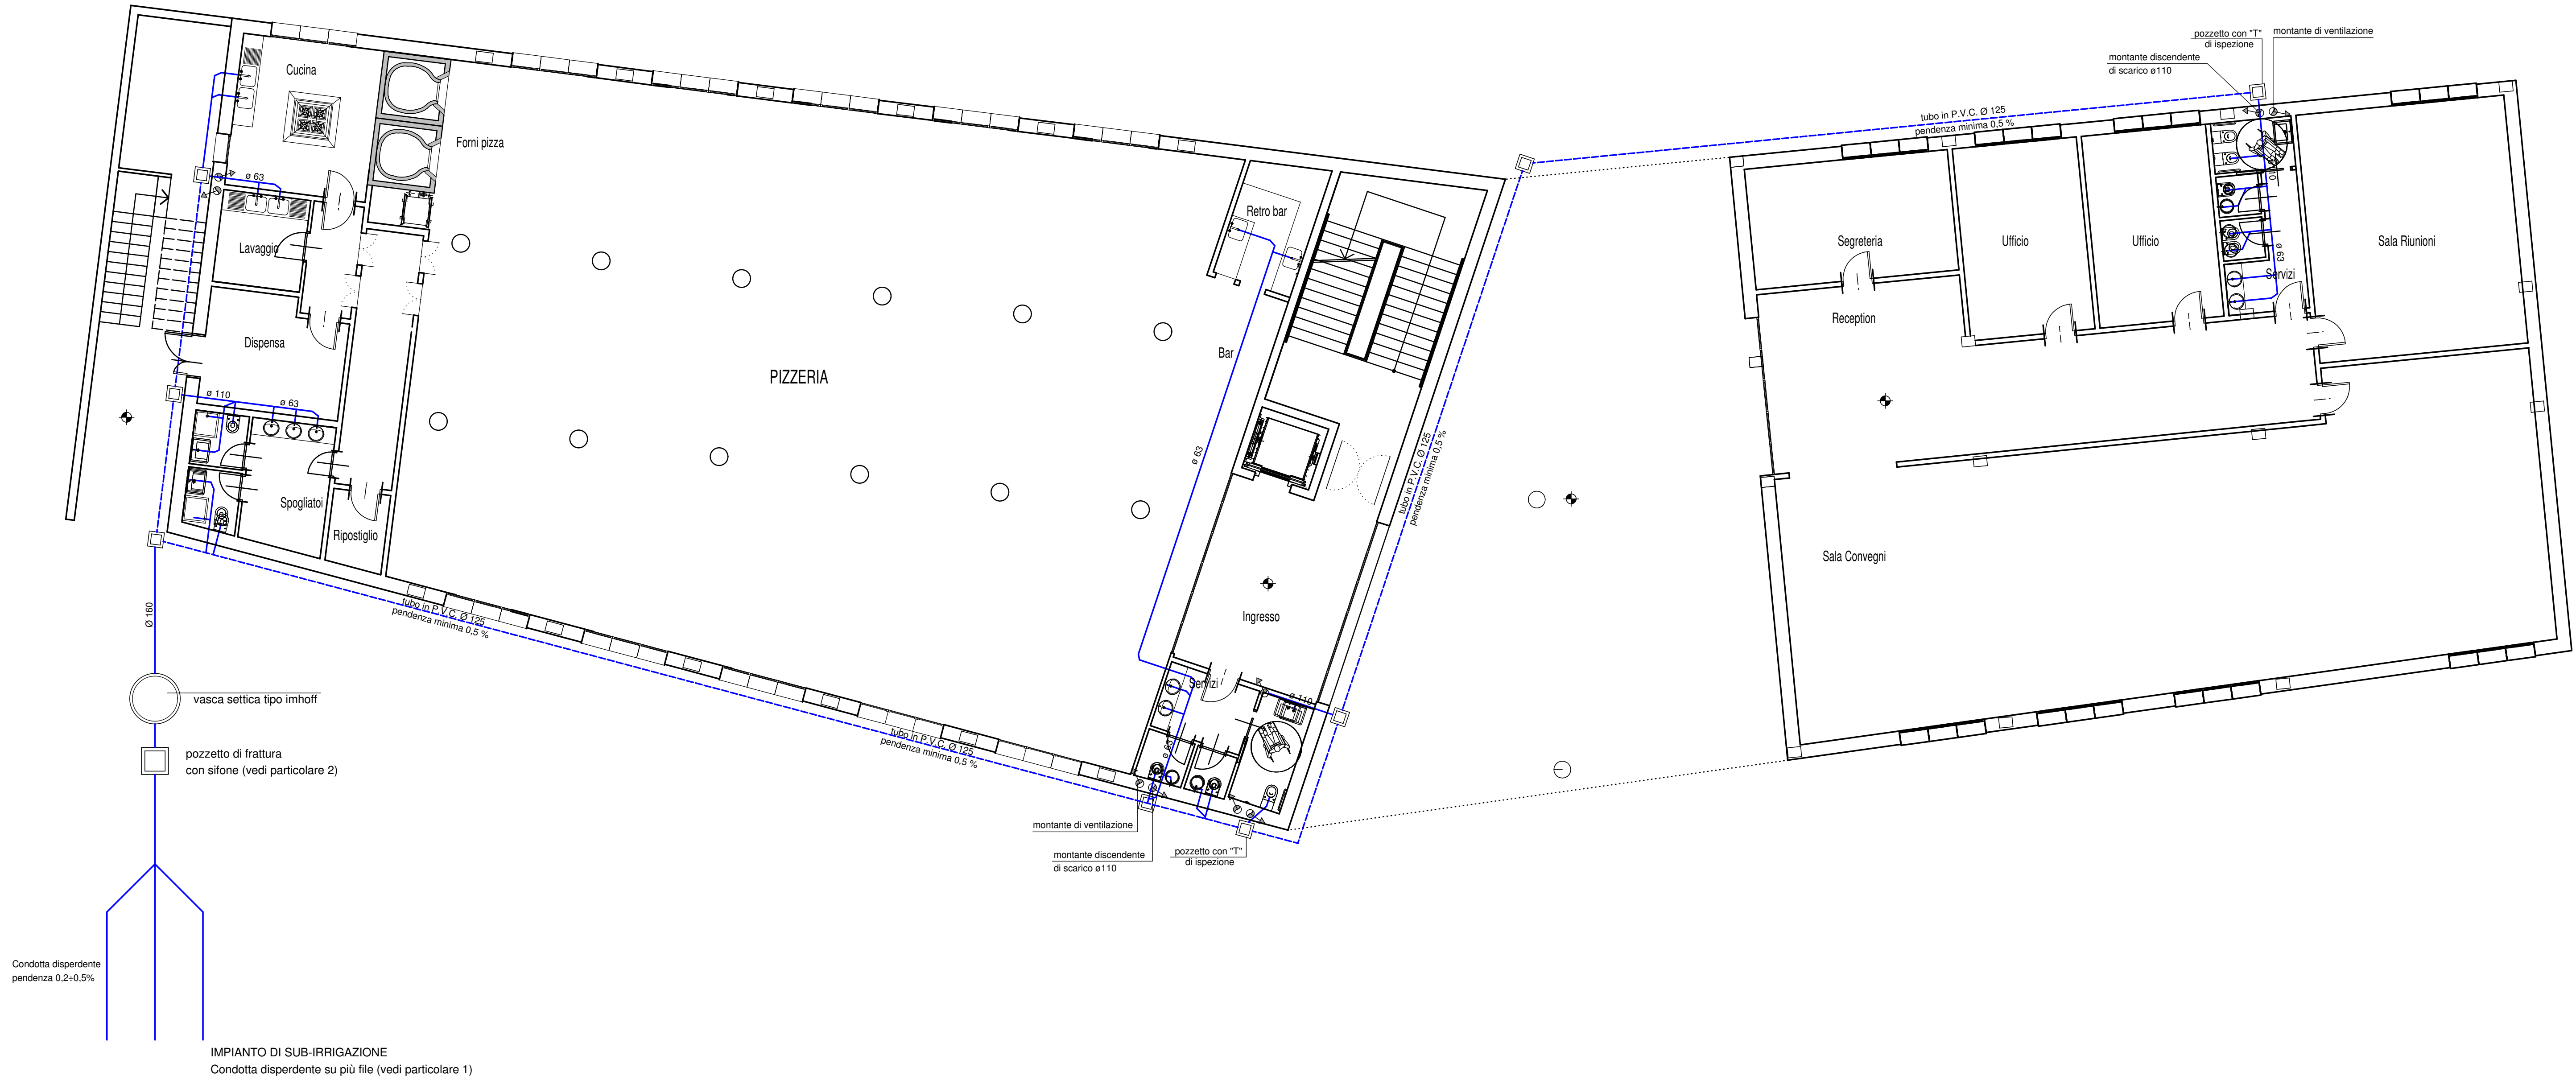 pozzetto con "T"
di ispezione
montante di ventilazione
montante discendente
di scarico ø110
tubo in P.V.C. Ø 125
pendenza minima 0,5 %
Cucina
Forni pizza
ø 63
Lavaggio
Retro bar
Segreteria
Ufficio
Ufficio
ø 63
Servizi
Sala Riunioni
Reception
Dispensa
Bar
PIZZERIA
ø 110
ø 63
ø 63
tubo in P.V.C. Ø 125
pendenza minima 0,5 %
Spogliatoi
Ripostiglio
Sala Convegni
Ingresso
Ø 160
tubo in P.V.C. Ø 125
pendenza minima 0,5 %
Servizi
ø 110
ø 63
vasca settica tipo imhoff
tubo in P.V.C. Ø 125
pendenza minima 0,5 %
pozzetto di frattura
con sifone (vedi particolare 2)
montante di ventilazione
montante discendente
di scarico ø110
pozzetto con "T"
di ispezione
Condotta disperdente
pendenza 0,2÷0,5%
IMPIANTO DI SUB-IRRIGAZIONE
Condotta disperdente su più file (vedi particolare 1)